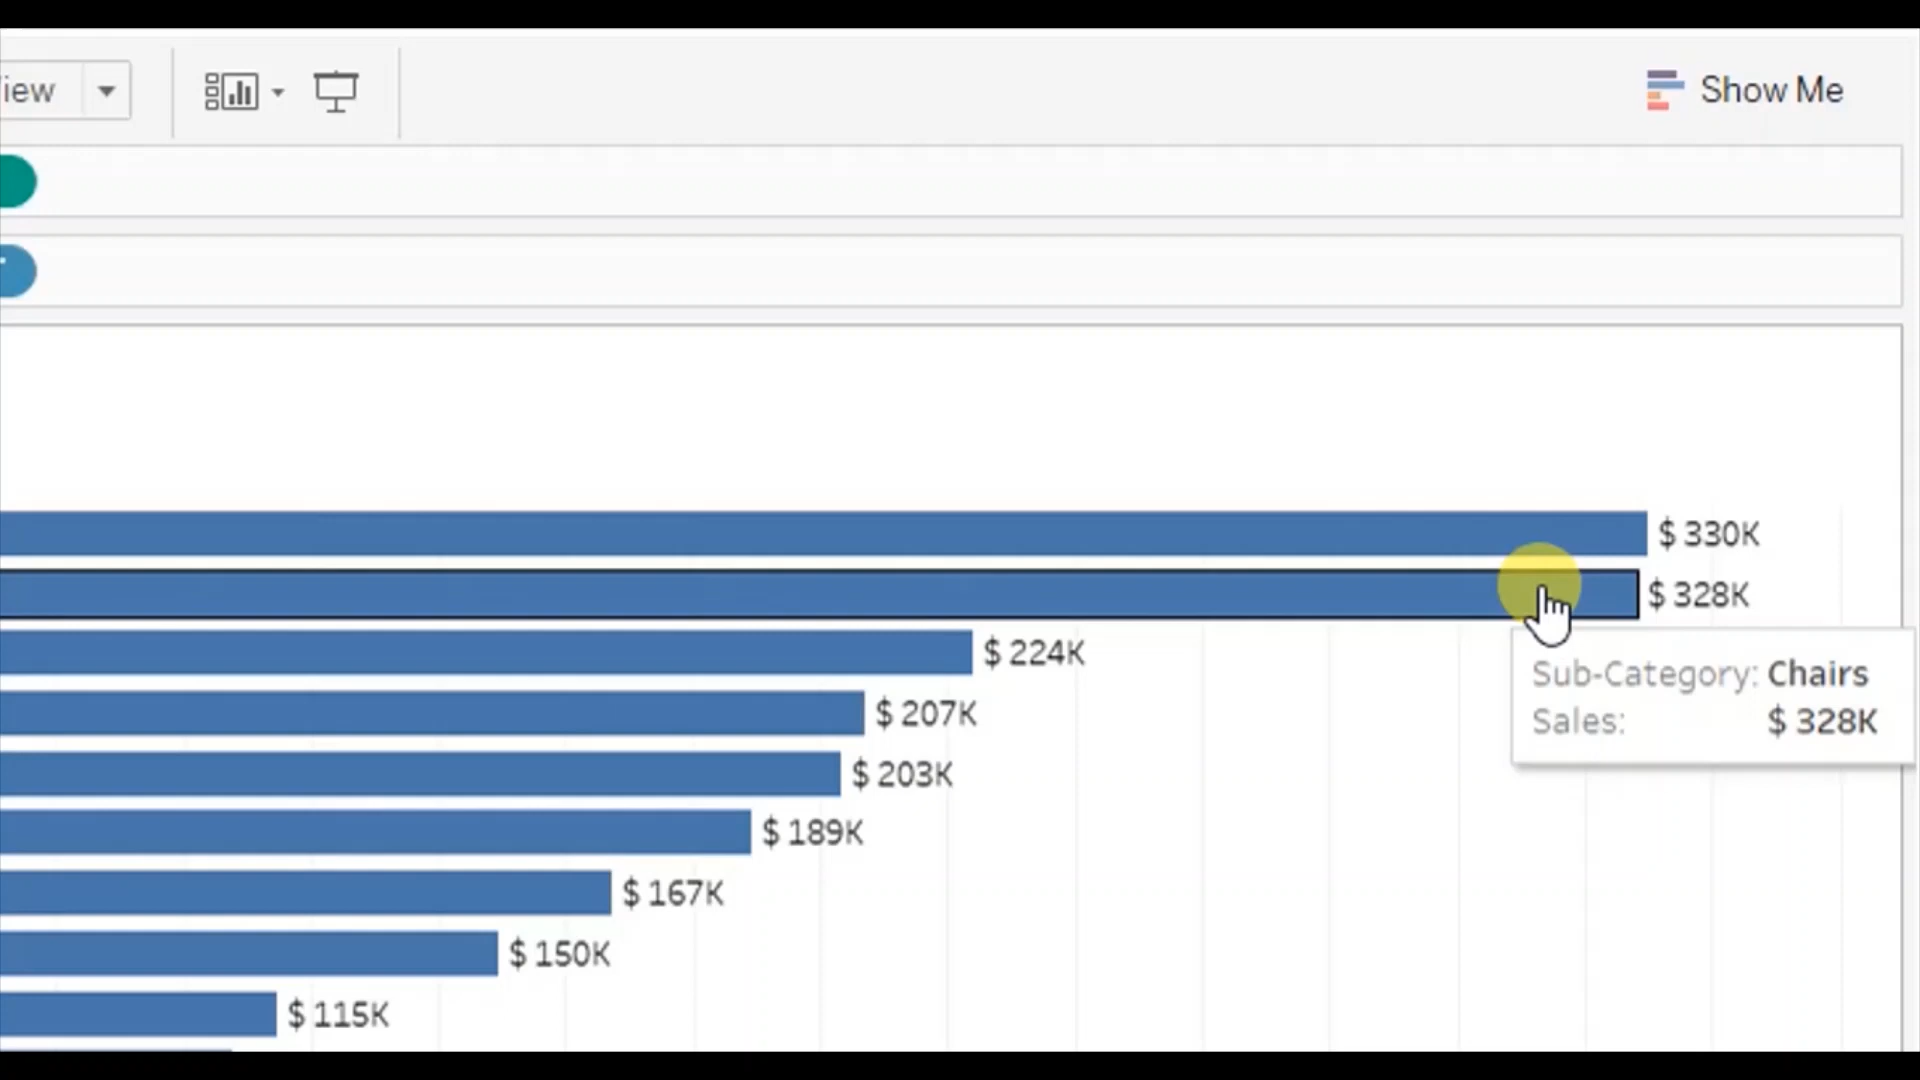 iew
Show Me
$ 330K
$ 328K
$ 224K
Sub-Category: Chairs
$ 207K
Sales: $ 328K
$ 203K
$ 189K
$ 167K
$ 150K
$ 115K